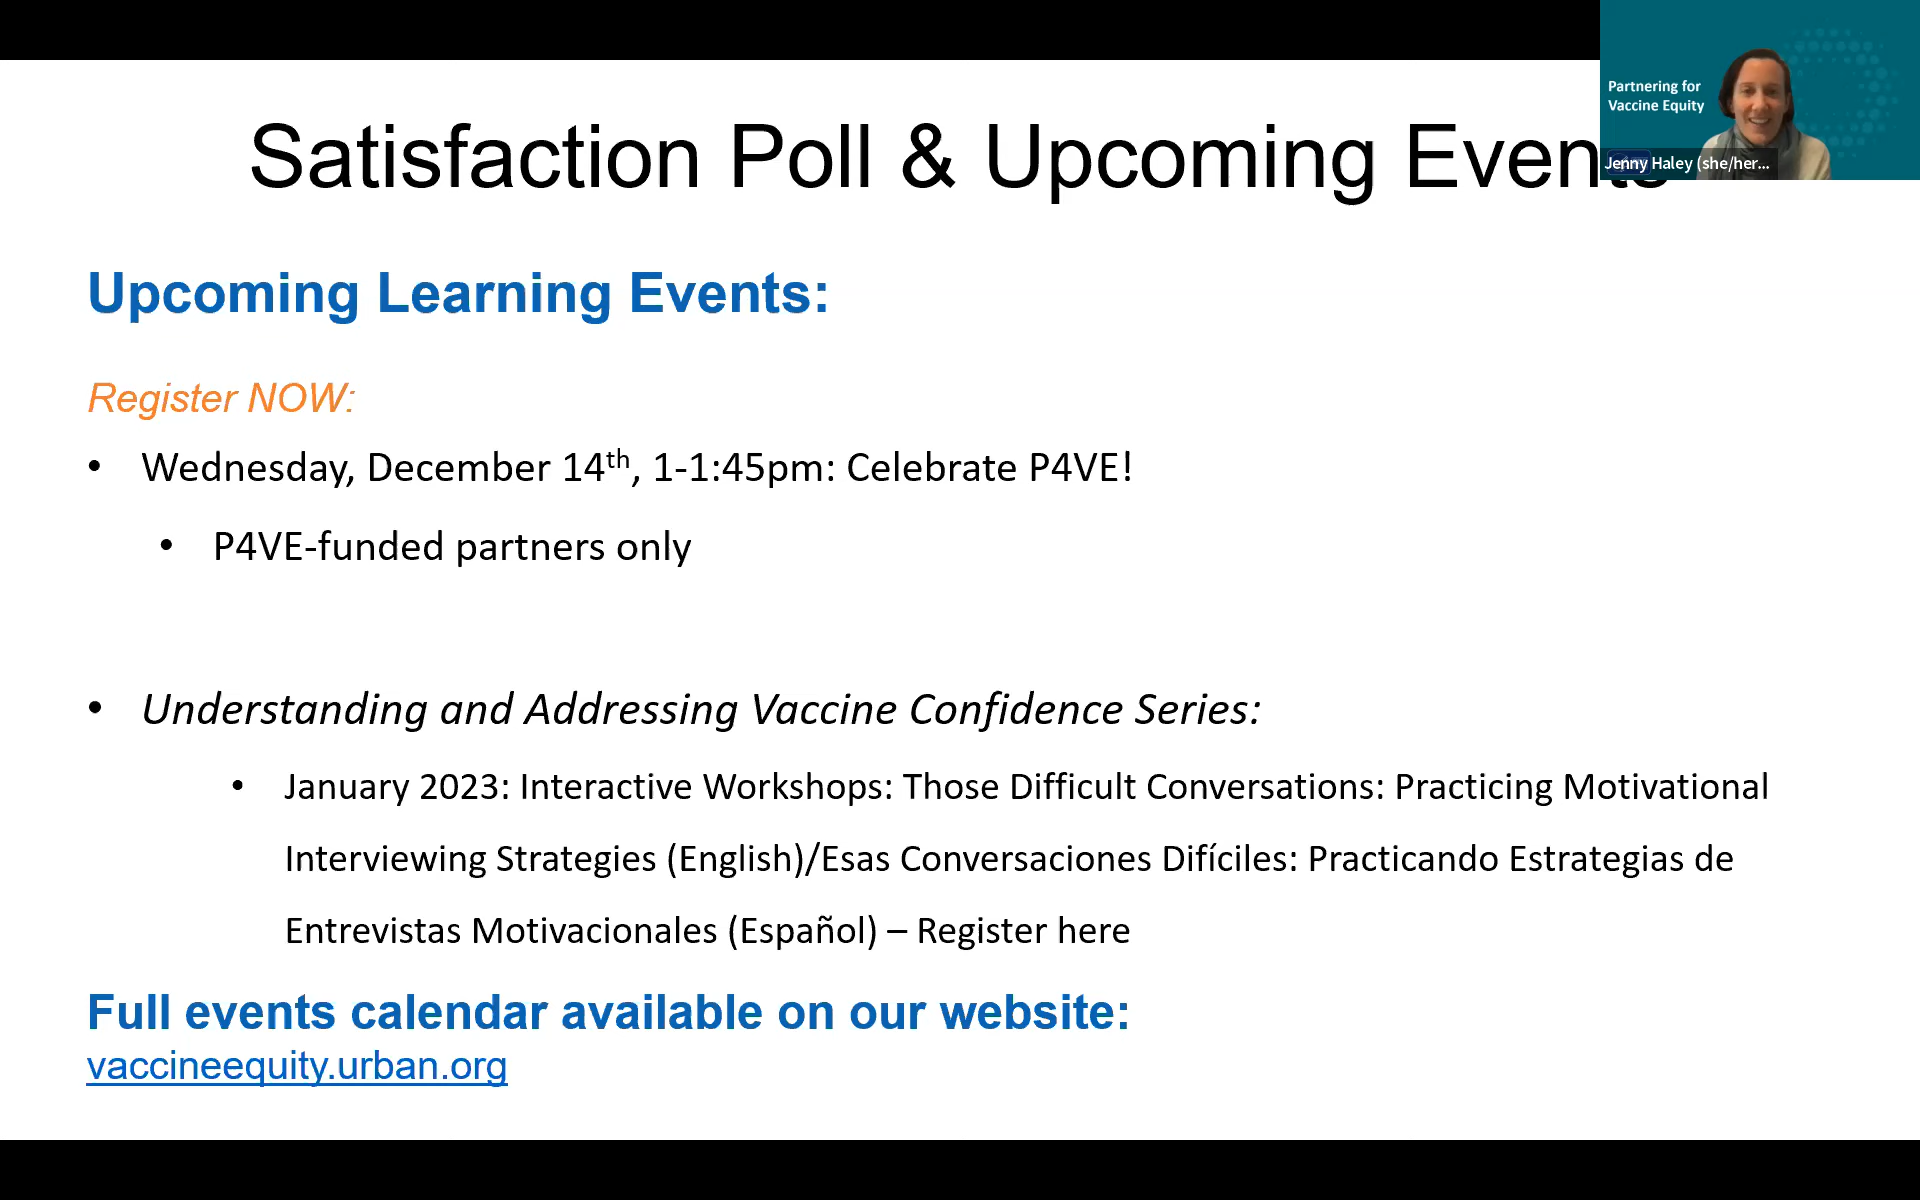 Partnering for
Vaccine Equity
Jenny Haley (she/her...
Satisfaction Poll & Upcoming Events
Upcoming Learning Events:
Register NOW:
• Wednesday, December 14th, 1-1:45pm: Celebrate P4VE!
• P4VE-funded partners only
• Understanding and Addressing Vaccine Confidence Series:
• January 2023: Interactive Workshops: Those Difficult Conversations: Practicing Motivational
Interviewing Strategies (English)/Esas Conversaciones Difíciles: Practicando Estrategias de
Entrevistas Motivacionales (Español) – Register here
Full events calendar available on our website:
vaccineequity.urban.org